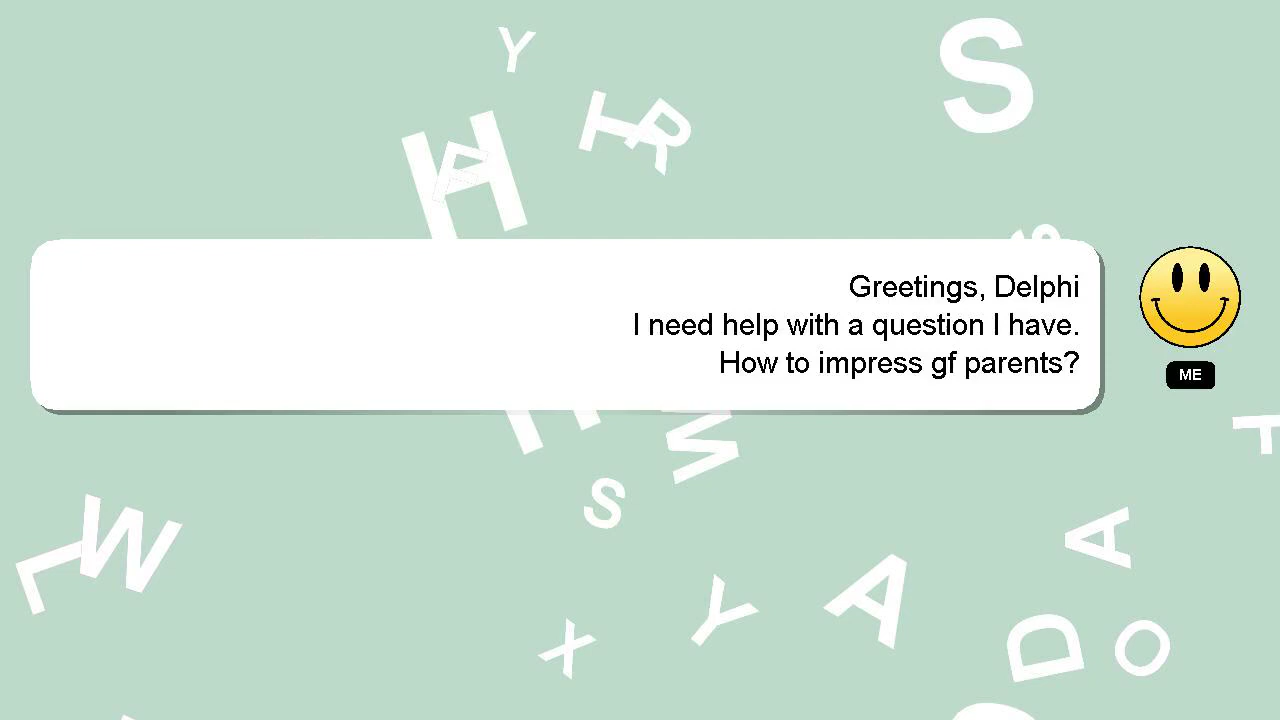 Y
S
T
R
H
A
S
Greetings, Delphi
I need help with a question I have.
How to impress gf parents?
ME
T
M
S
W
L
A
A
Y
X
D
O